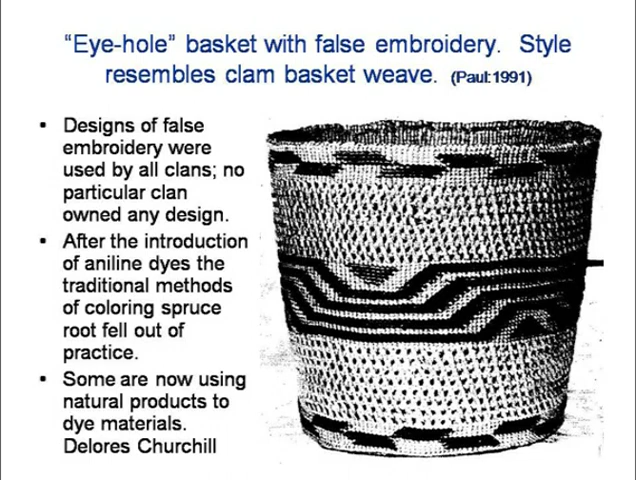 “Eye-hole” basket with false embroidery. Style
resembles clam basket weave. (Paul:1991)
• Designs of false
embroidery were
used by all clans; no
particular clan
owned any design.
• After the introduction
of aniline dyes the
traditional methods
of coloring spruce
root fell out of
practice.
• Some are now using
natural products to
dye materials.
Delores Churchill